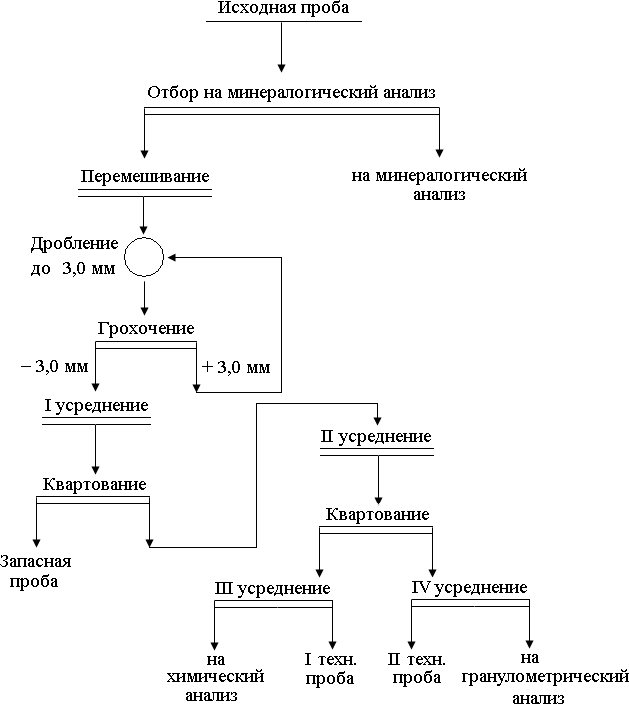 Исходная проба
Отбор на минералогический анализ
Перемешивание
на минералогический
анализ
Дробление
до 3,0 мм
Грохочение
– 3,0 мм
+ 3,0 мм
I усреднение
II усреднение
Квартование
Квартование
Запасная
проба
III усреднение
IV усреднение
на
химический
анализ
I техн.
проба
II техн.
проба
на
гранулометрический
анализ